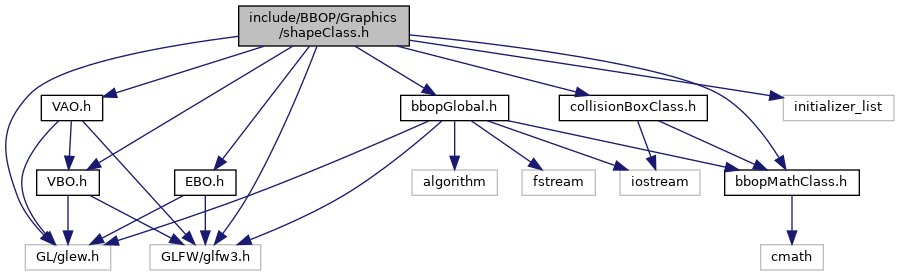 include/BBOP/Graphics
/shapeClass.h
VAO.h
bbopGlobal.h
collisionBoxClass.h
initializer_list
VBO.h
EBO.h
algorithm
fstream
iostream
bbopMathClass.h
GL/glew.h
GLFW/glfw3.h
cmath